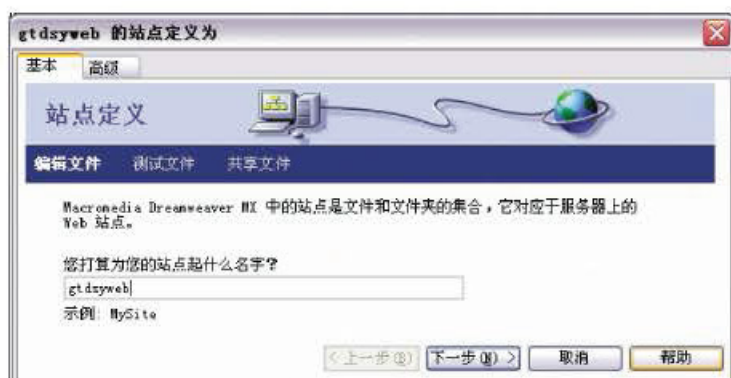 gtdsyweb 的站点定义为
基本 高级
站点定义
编辑文件 测试文件 共享文件
Macromedia Dreamweaver MX 中的站点是文件和文件夹的集合，它对应于服务器上的
Web 站点。
您打算为您的站点起什么名字？
gtdsyweb
示例: MySite
<上一步(B) 下一步(N)> 取消 帮助